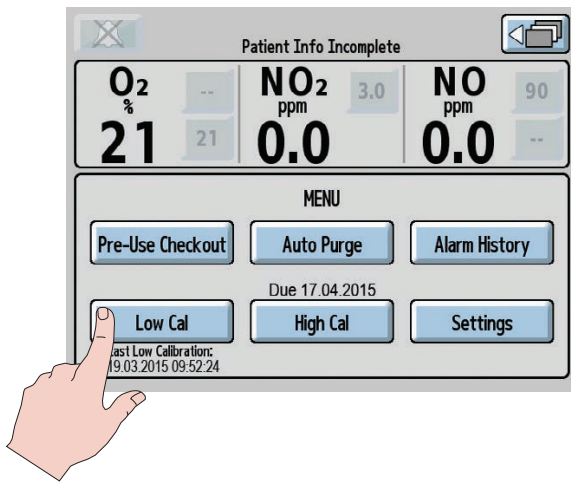 Patient Info Incomplete
O2 % -- 21 21
NO2 ppm 3.0 0.0
NO ppm 90 -- 0.0
MENU
Pre-Use Checkout Auto Purge Alarm History
Due 17.04.2015
Low Cal High Cal Settings
Last Low Calibration:
19.03.2015 09:52:24